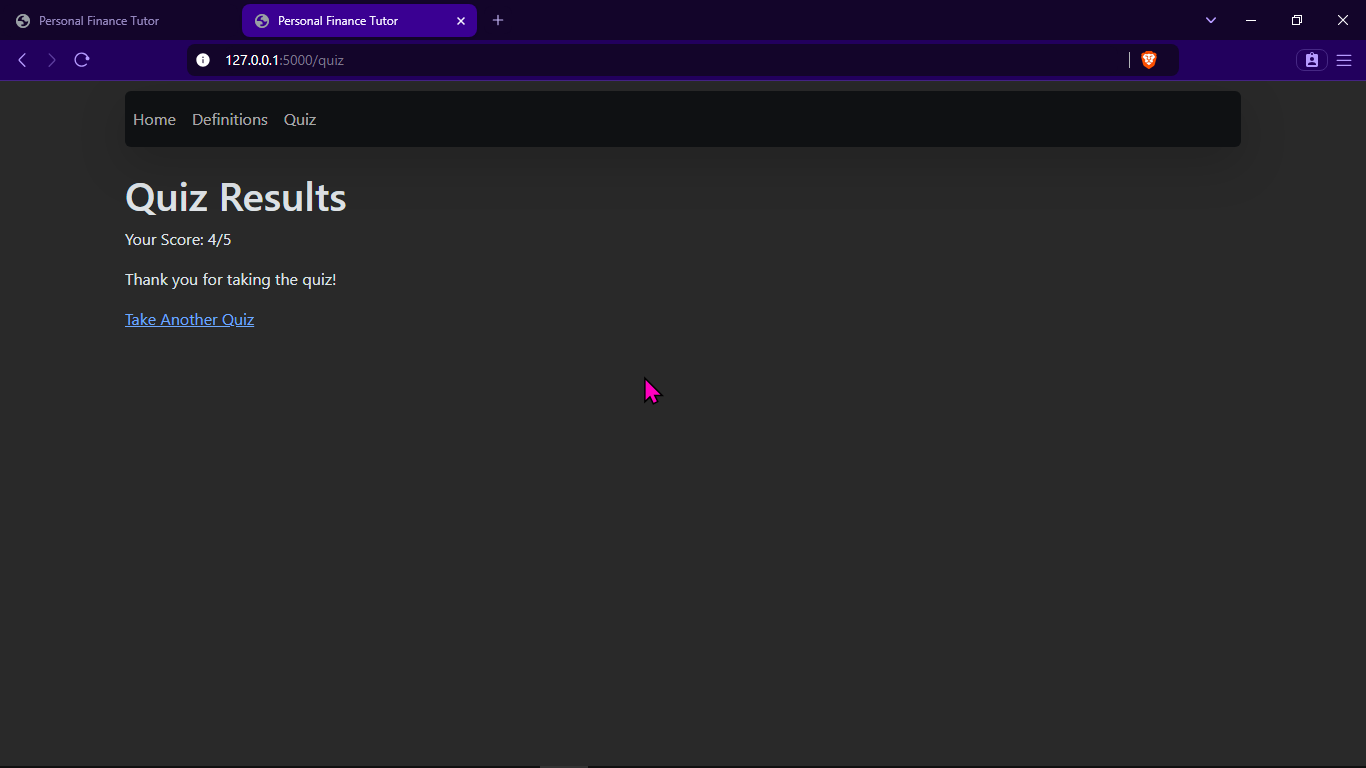 Personal Finance Tutor
Personal Finance Tutor
127.0.0.1:5000/quiz
Home Definitions Quiz
Quiz Results
Your Score: 4/5
Thank you for taking the quiz!
Take Another Quiz